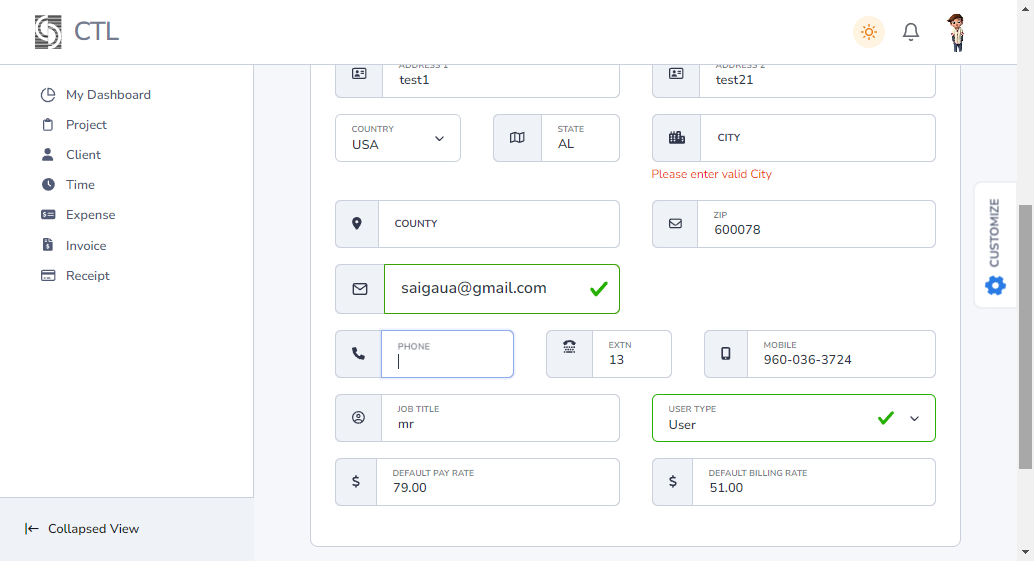 CTL
My Dashboard
Project
Client
Time
Expense
Invoice
Receipt
Collapsed View
ADDRESS 1
test1
ADDRESS 2
test21
COUNTRY
USA
STATE
AL
CITY
Please enter valid City
COUNTY
ZIP
600078
saigaua@gmail.com
PHONE
EXTN
13
MOBILE
960-036-3724
JOB TITLE
mr
USER TYPE
User
$
DEFAULT PAY RATE
79.00
$
DEFAULT BILLING RATE
51.00
CUSTOMIZE